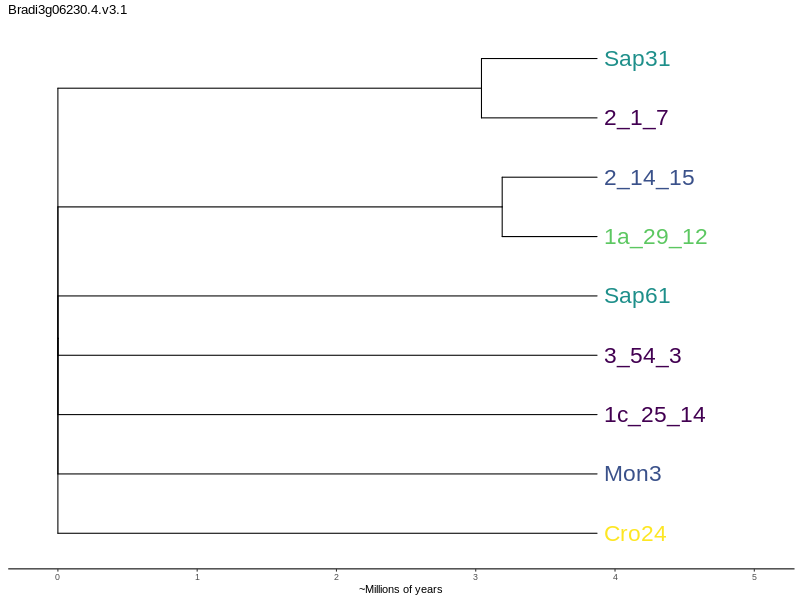 Bradi3g06230.4.v3.1
Sap31
2_1_7
2_14_15
1a_29_12
Sap61
3_54_3
1c_25_14
Mon3
Cro24
0 1 2 3 4 5
~Millions of years